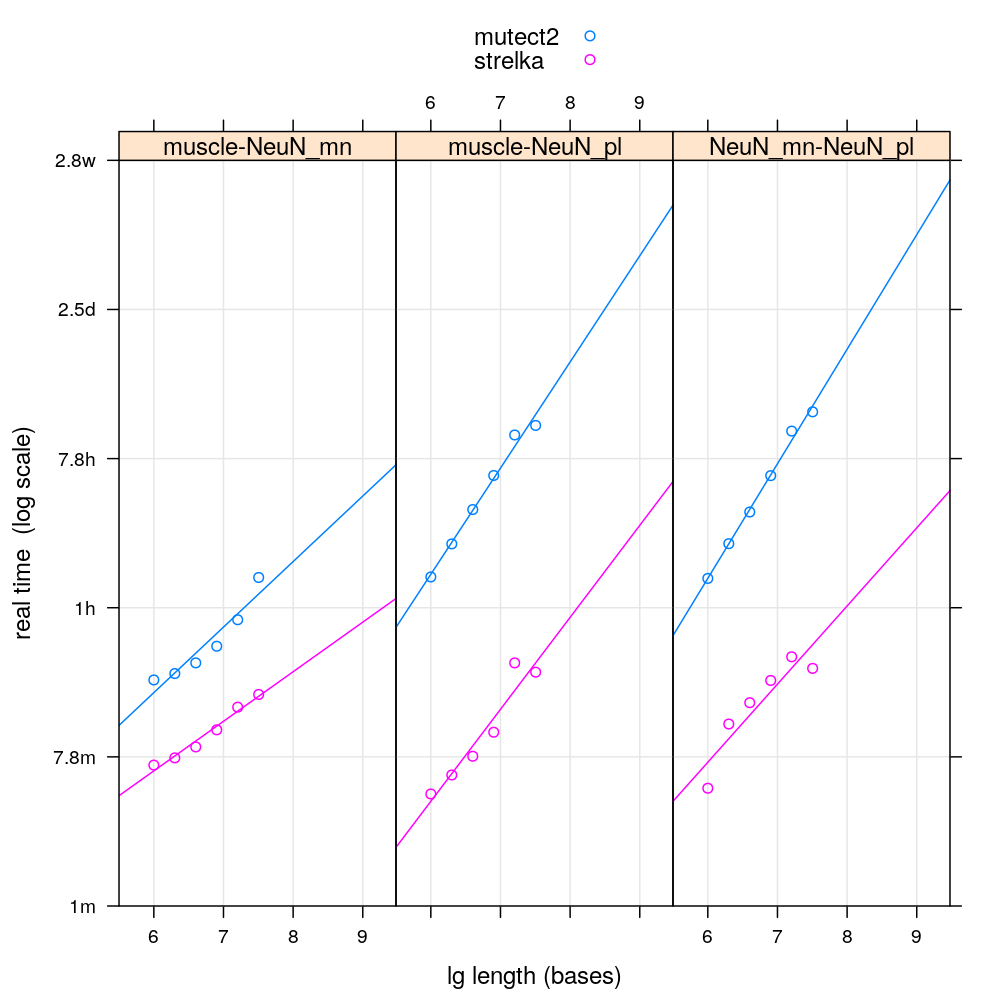 mutect2
strelka
6 7 8 9
muscle-NeuN_mn muscle-NeuN_pl NeuN_mn-NeuN_pl
2.8w
2.5d
7.8h
1h
7.8m
1m
real time (log scale)
6 7 8 9 6 7 8 9
lg length (bases)